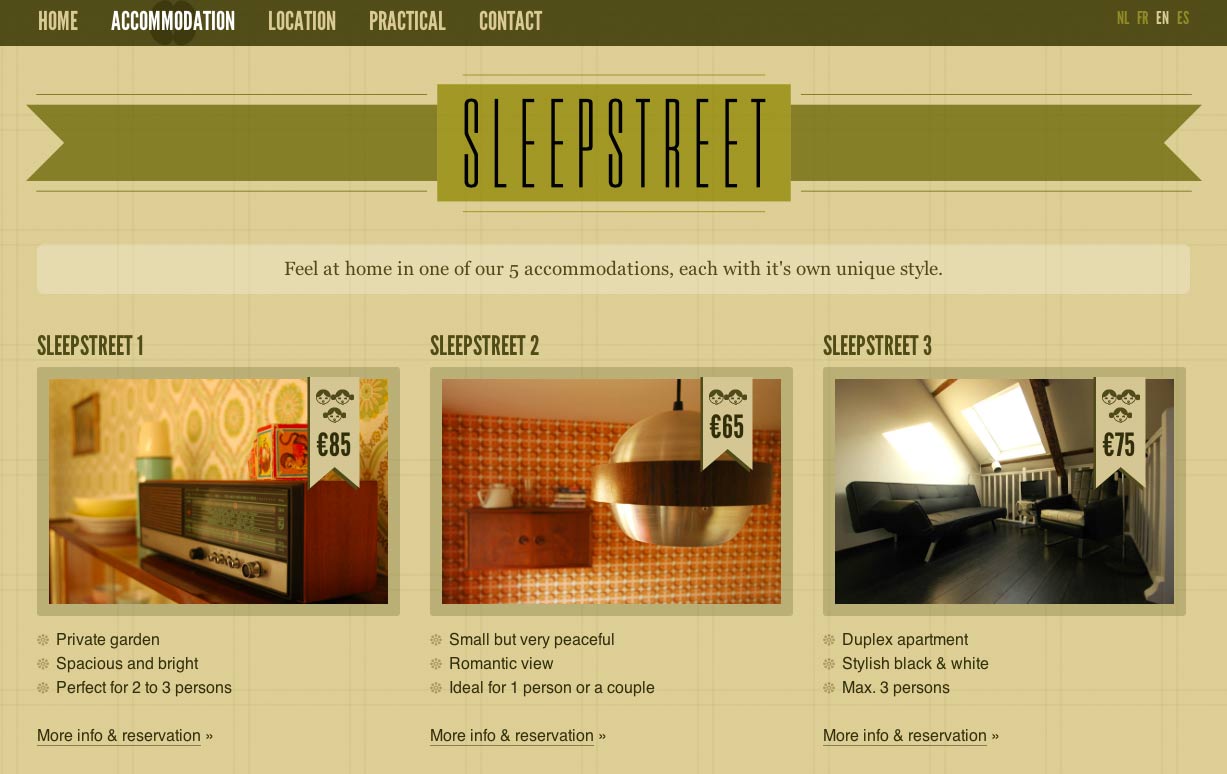 HOME ACCOMMODATION LOCATION PRACTICAL CONTACT NL FR EN ES
SLEEPSTREET
Feel at home in one of our 5 accommodations, each with it's own unique style.
SLEEPSTREET 1
€85
Private garden
Spacious and bright
Perfect for 2 to 3 persons
More info & reservation »
SLEEPSTREET 2
€65
Small but very peaceful
Romantic view
Ideal for 1 person or a couple
More info & reservation »
SLEEPSTREET 3
€75
Duplex apartment
Stylish black & white
Max. 3 persons
More info & reservation »